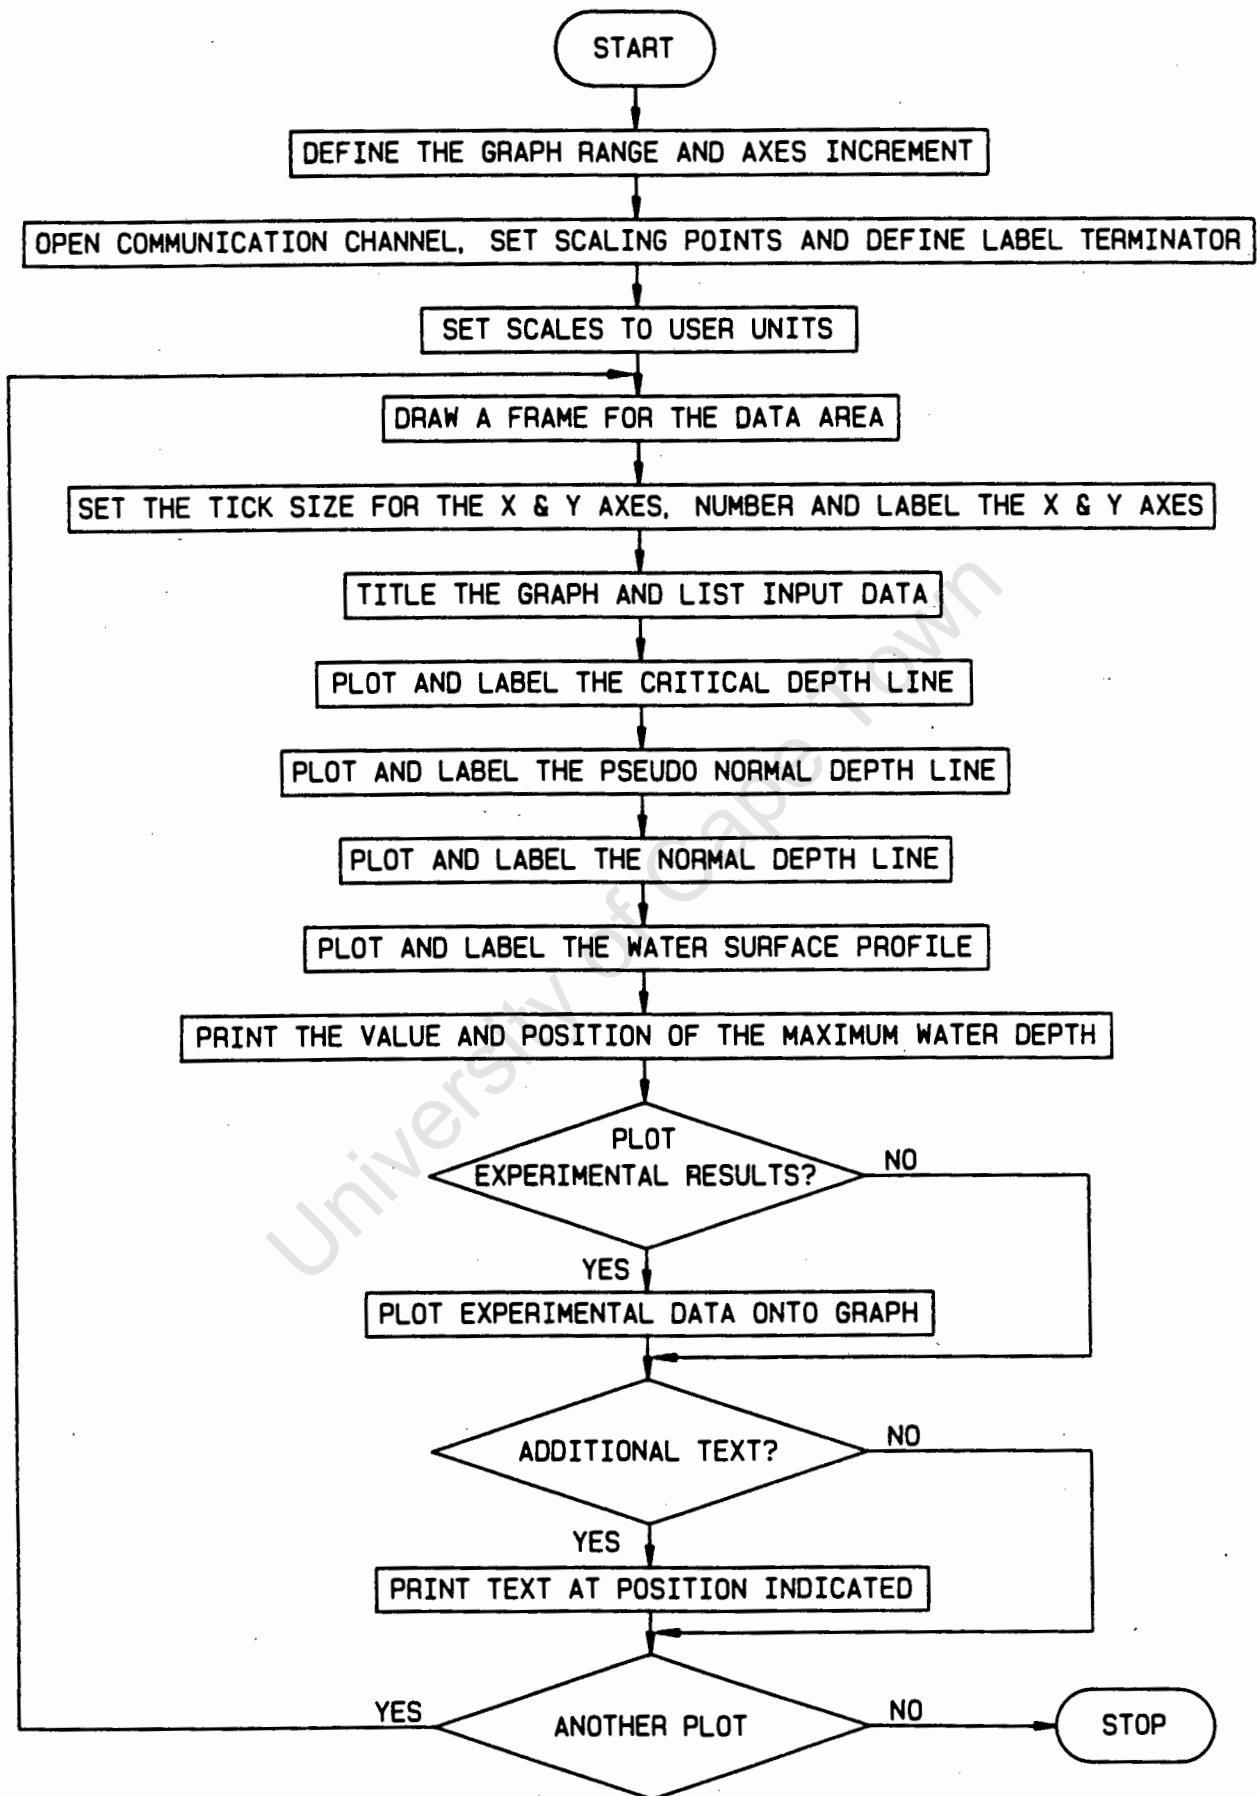 START
DEFINE THE GRAPH RANGE AND AXES INCREMENT
OPEN COMMUNICATION CHANNEL, SET SCALING POINTS AND DEFINE LABEL TERMINATOR
SET SCALES TO USER UNITS
DRAW A FRAME FOR THE DATA AREA
SET THE TICK SIZE FOR THE X & Y AXES, NUMBER AND LABEL THE X & Y AXES
TITLE THE GRAPH AND LIST INPUT DATA
PLOT AND LABEL THE CRITICAL DEPTH LINE
PLOT AND LABEL THE PSEUDO NORMAL DEPTH LINE
PLOT AND LABEL THE NORMAL DEPTH LINE
PLOT AND LABEL THE WATER SURFACE PROFILE
PRINT THE VALUE AND POSITION OF THE MAXIMUM WATER DEPTH
PLOT
EXPERIMENTAL RESULTS?
NO
YES
PLOT EXPERIMENTAL DATA ONTO GRAPH
ADDITIONAL TEXT?
NO
YES
PRINT TEXT AT POSITION INDICATED
YES
ANOTHER PLOT
NO
STOP
University of Cape Town